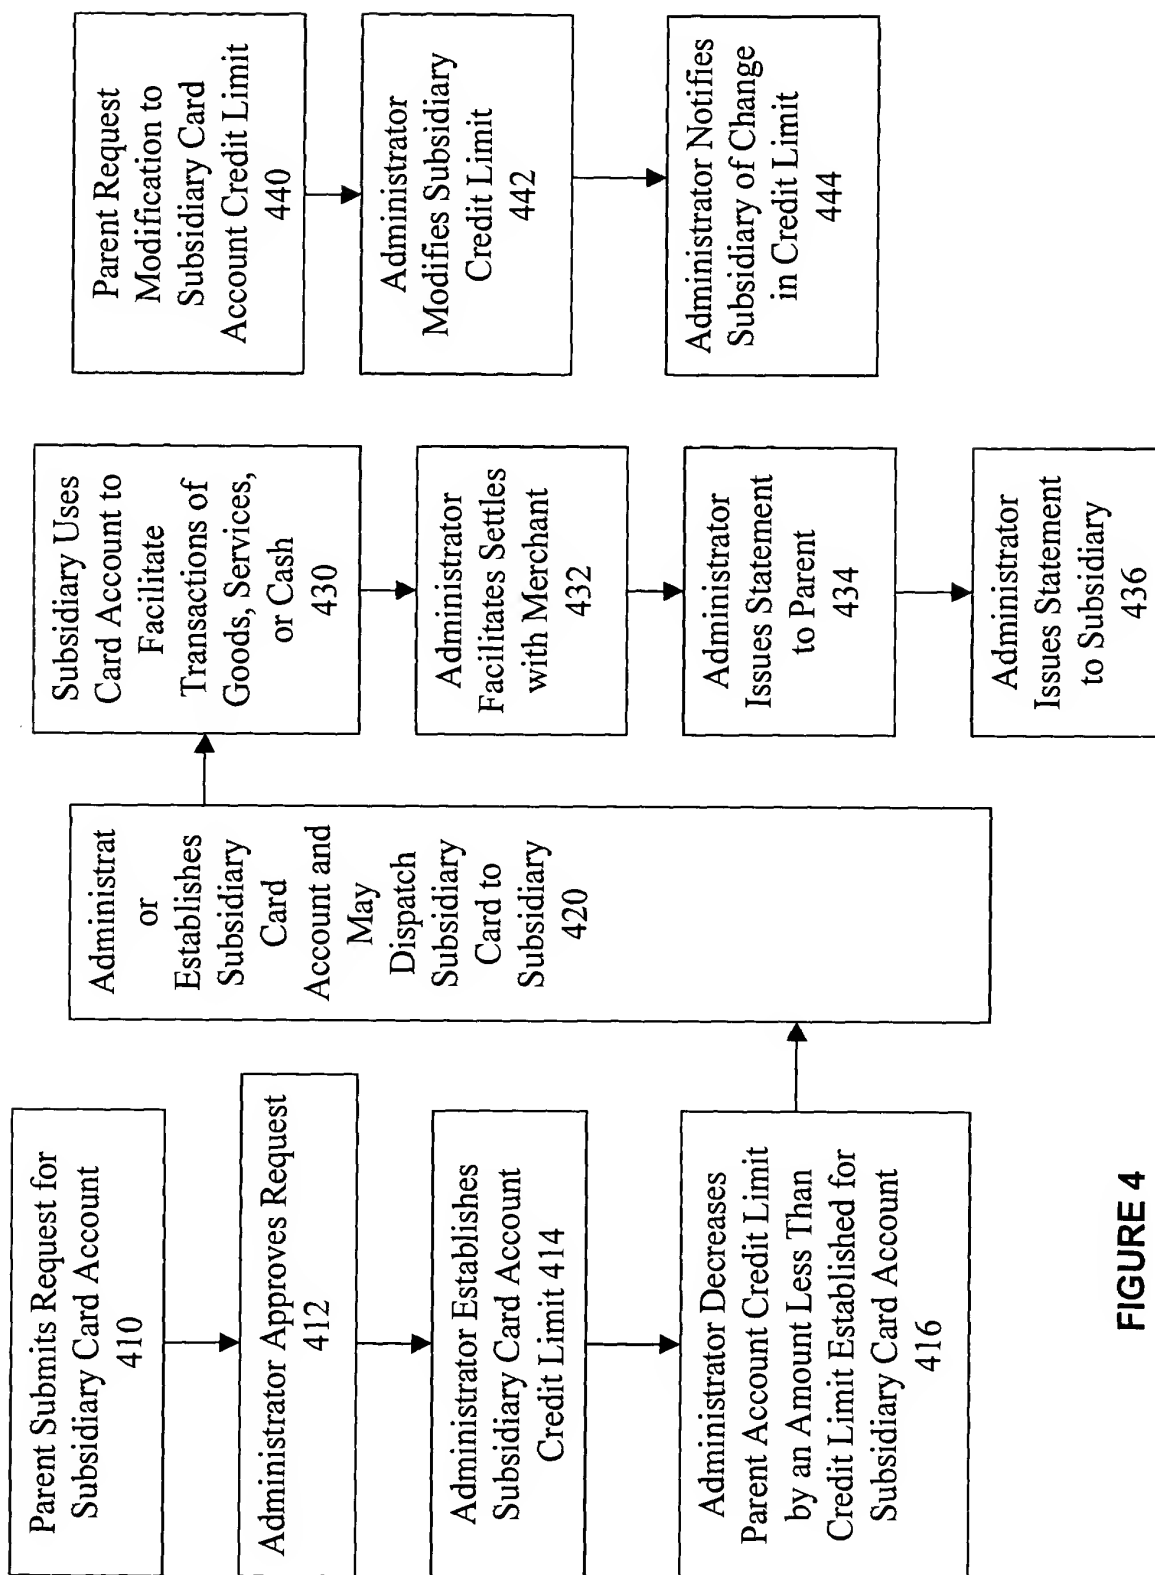 Parent Submits Request for
Subsidiary Card Account
410
Administrator Approves Request
412
Administrator Establishes
Subsidiary Card Account
Credit Limit 414
Administrator Decreases
Parent Account Credit Limit
by an Amount Less Than
Credit Limit Established for
Subsidiary Card Account
416
Administrat
or
Establishes
Subsidiary
Card
Account and
May
Dispatch
Subsidiary
Card to
Subsidiary
420
Subsidiary Uses
Card Account to
Facilitate
Transactions of
Goods, Services,
or Cash
430
Administrator
Facilitates Settles
with Merchant
432
Administrator
Issues Statement
to Parent
434
Administrator
Issues Statement
to Subsidiary
436
Parent Request
Modification to
Subsidiary Card
Account Credit Limit
440
Administrator
Modifies Subsidiary
Credit Limit
442
Administrator Notifies
Subsidiary of Change
in Credit Limit
444
FIGURE 4